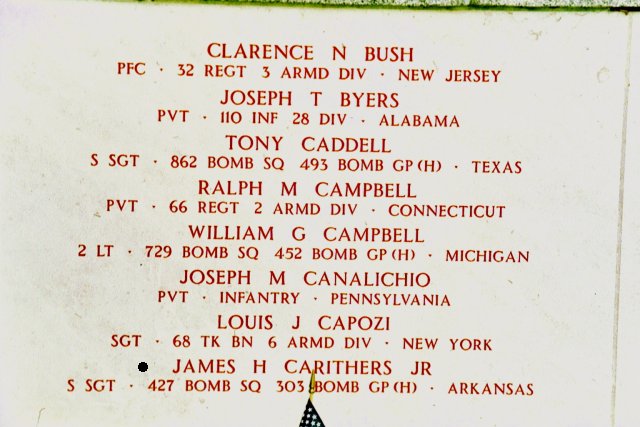 CLARENCE N BUSH
PFC · 32 REGT 3 ARMD DIV · NEW JERSEY
JOSEPH T BYERS
PVT · 110 INF 28 DIV · ALABAMA
TONY CADDELL
S SGT · 862 BOMB SQ 493 BOMB GP (H) · TEXAS
RALPH M CAMPBELL
PVT · 66 REGT 2 ARMD DIV · CONNECTICUT
WILLIAM G CAMPBELL
2 LT · 729 BOMB SQ 452 BOMB GP (H) · MICHIGAN
JOSEPH M CANALICHIO
PVT · INFANTRY · PENNSYLVANIA
LOUIS J CAPOZI
SGT · 68 TK BN 6 ARMD DIV · NEW YORK
JAMES H CARITHERS JR
S SGT · 427 BOMB SQ 303 BOMB GP (H) · ARKANSAS